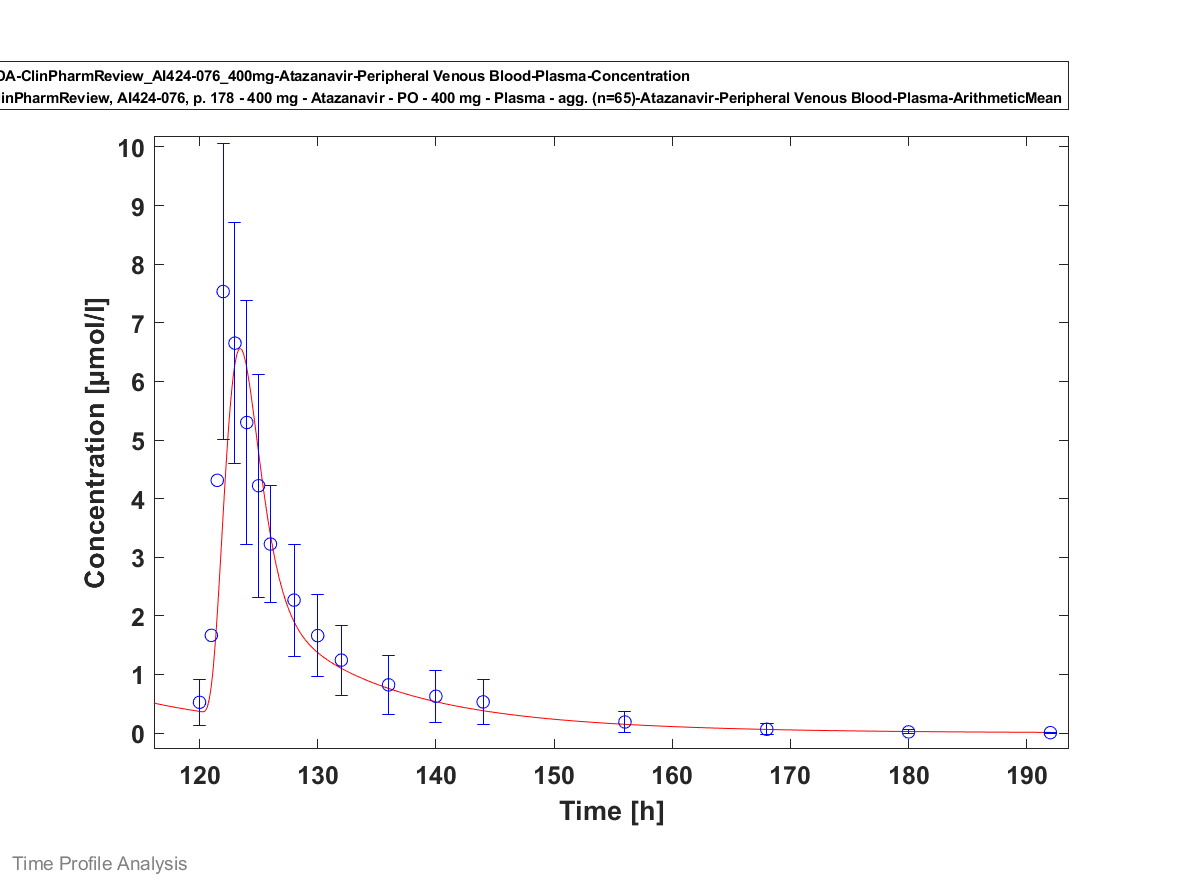 DA-ClinPharmReview_AI424-076_400mg-Atazanavir-Peripheral Venous Blood-Plasma-Concentration
linPharmReview, AI424-076, p. 178 - 400 mg - Atazanavir - PO - 400 mg - Plasma - agg. (n=65)-Atazanavir-Peripheral Venous Blood-Plasma-ArithmeticMean
10
9
8
7
6
5
4
3
2
1
0
Concentration [µmol/l]
120 130 140 150 160 170 180 190
Time [h]
Time Profile Analysis